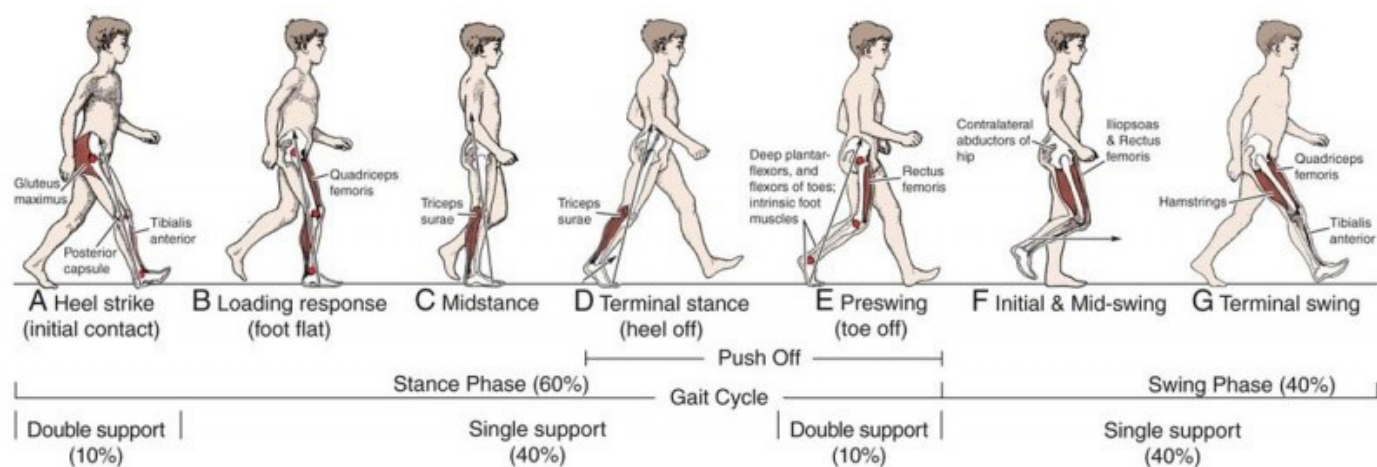 Gluteus
maximus
Posterior
capsule
Tibialis
anterior
Quadriceps
femoris
Triceps
surae
Triceps
surae
Deep plantar-
flexors, and
flexors of toes;
intrinsic foot
muscles
Rectus
femoris
Contralateral
abductors of
hip
Iliopsoas
& Rectus
femoris
Hamstrings
Quadriceps
femoris
Tibialis
anterior
A Heel strike
(initial contact)
B Loading response
(foot flat)
C Midstance
D Terminal stance
(heel off)
E Preswing
(toe off)
F Initial & Mid-swing
G Terminal swing
Push Off
Stance Phase (60%)
Swing Phase (40%)
Gait Cycle
Double support
(10%)
Single support
(40%)
Double support
(10%)
Single support
(40%)